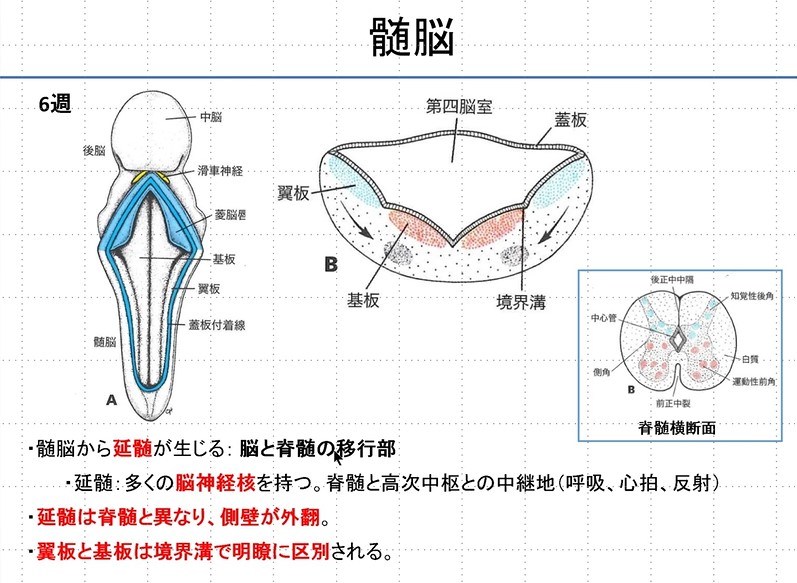 髄脳
6週
中脳
後脳
滑車神経
菱脳唇
基板
翼板
蓋板付着線
髄脳
A
第四脳室
蓋板
翼板
B
基板
境界溝
後正中中隔
知覚性後角
中心管
側角
白質
運動性前角
B
前正中裂
脊髄横断面
・髄脳から延髄が生じる：脳と脊髄の移行部
・延髄：多くの脳神経核を持つ。脊髄と高次中枢との中継地（呼吸、心拍、反射）
・延髄は脊髄と異なり、側壁が外翻。
・翼板と基板は境界溝で明瞭に区別される。